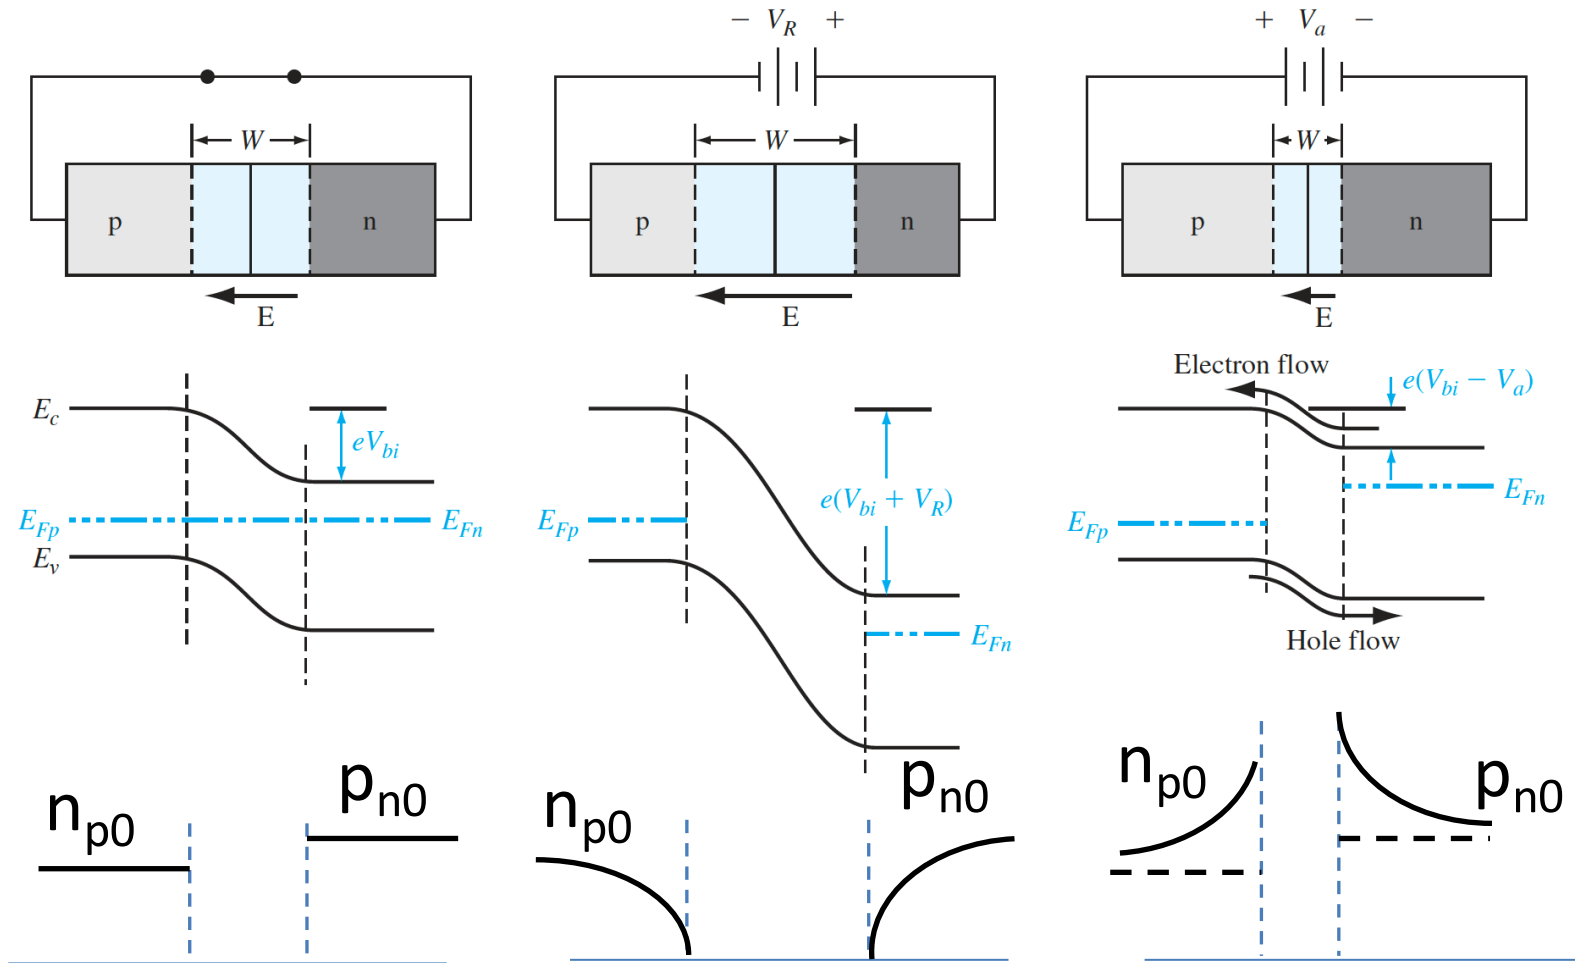 − V_R +
+ V_a −
W
W
W
p
n
p
n
p
n
E
E
E
Electron flow
e(V_bi − V_a)
E_c
eV_bi
e(V_bi + V_R)
E_Fn
E_Fp
E_Fn
E_Fp
E_Fp
E_v
E_Fn
Hole flow
n_p0
p_n0
n_p0
p_n0
n_p0
p_n0